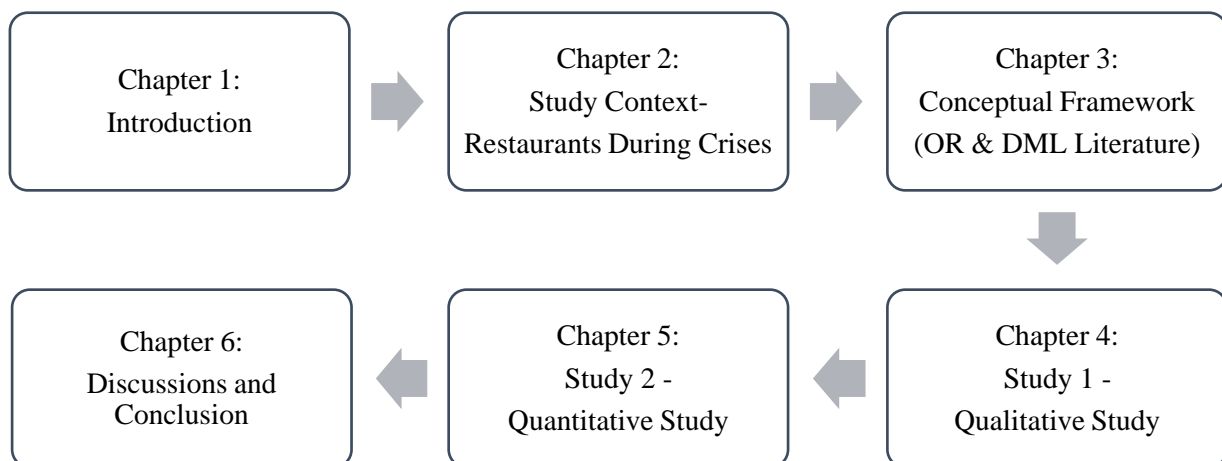 Chapter 1:
Introduction
Chapter 2:
Study Context-
Restaurants During Crises
Chapter 3:
Conceptual Framework
(OR & DML Literature)
Chapter 4:
Study 1 -
Qualitative Study
Chapter 5:
Study 2 -
Quantitative Study
Chapter 6:
Discussions and
Conclusion